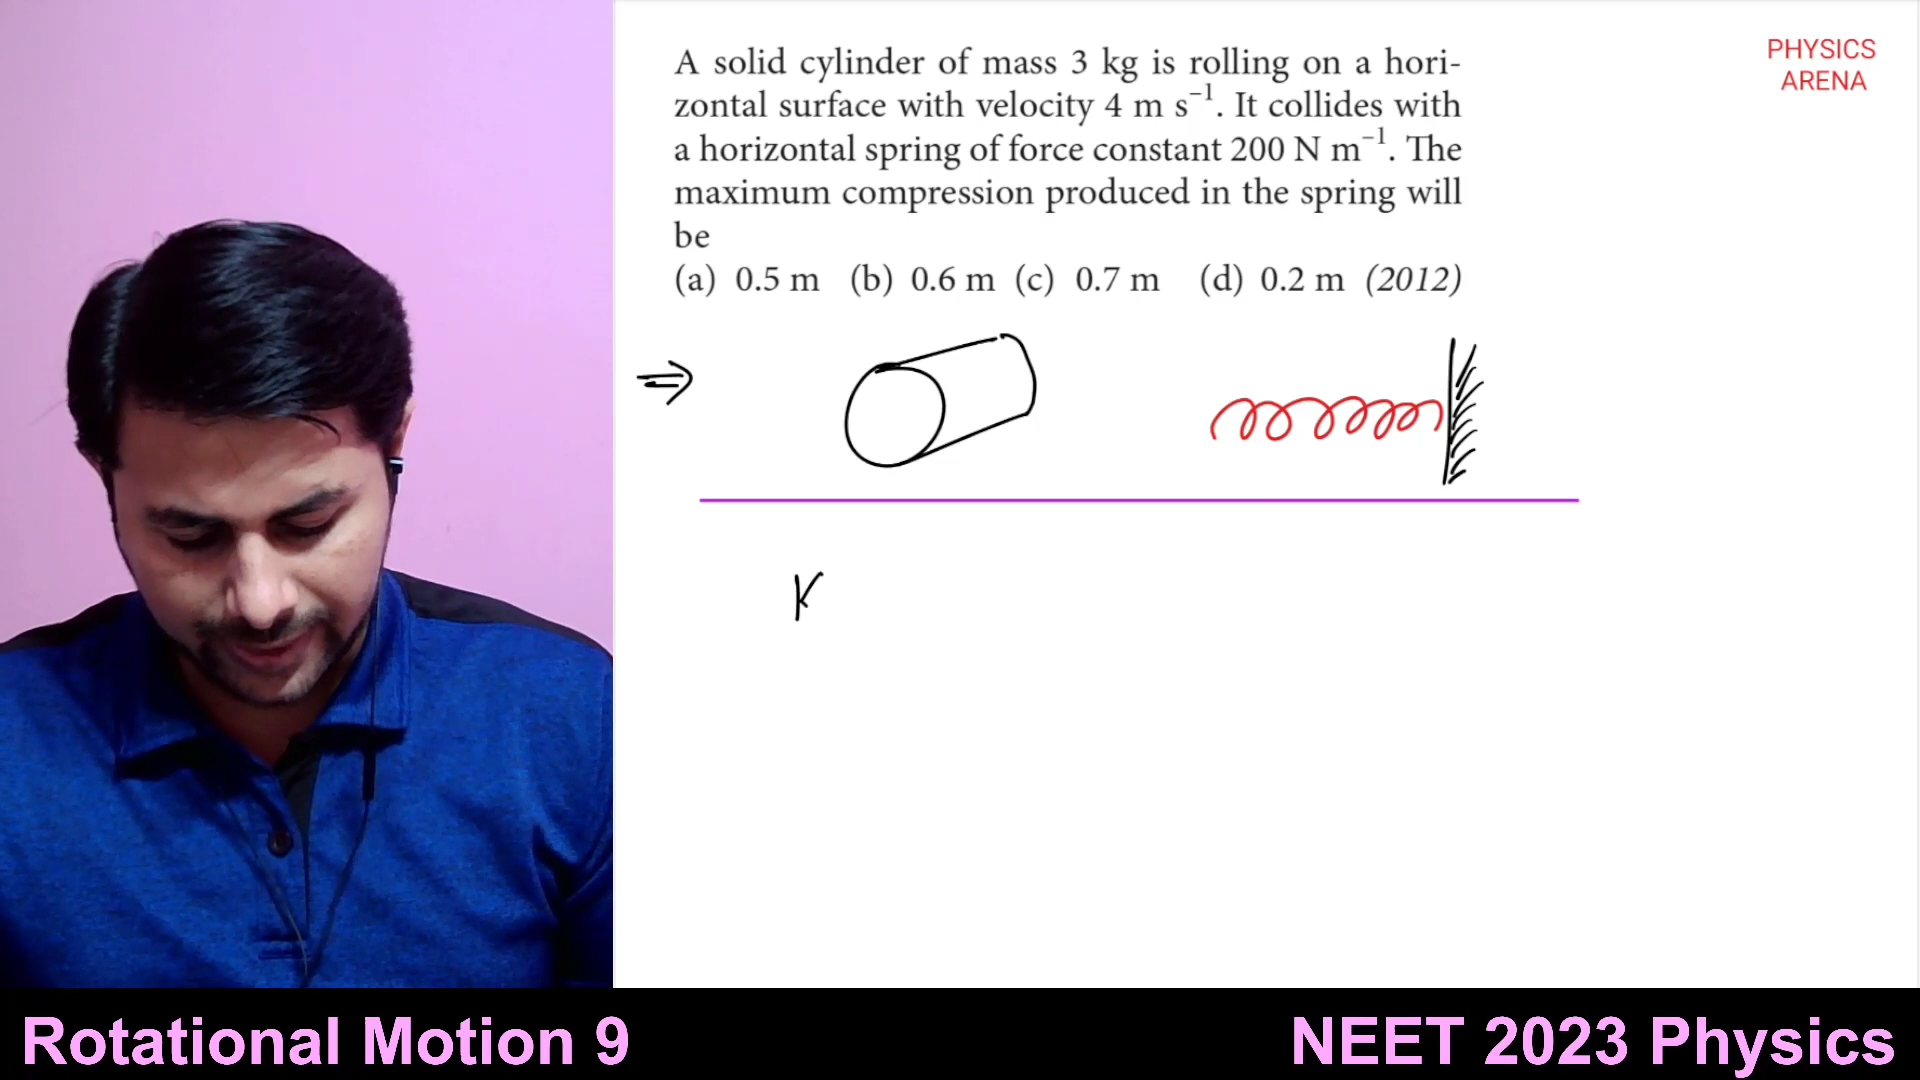 A solid cylinder of mass 3 kg is rolling on a hori-
zontal surface with velocity 4 m s⁻¹. It collides with
a horizontal spring of force constant 200 N m⁻¹. The
maximum compression produced in the spring will
be
(a) 0.5 m (b) 0.6 m (c) 0.7 m (d) 0.2 m (2012)
PHYSICS
ARENA
⇒
K
Rotational Motion 9
NEET 2023 Physics